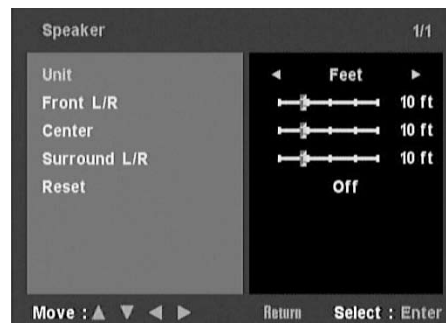 Speaker 1/1
Unit Feet
Front L/R 10 ft
Center 10 ft
Surround L/R 10 ft
Reset Off
Move : Return Select : Enter